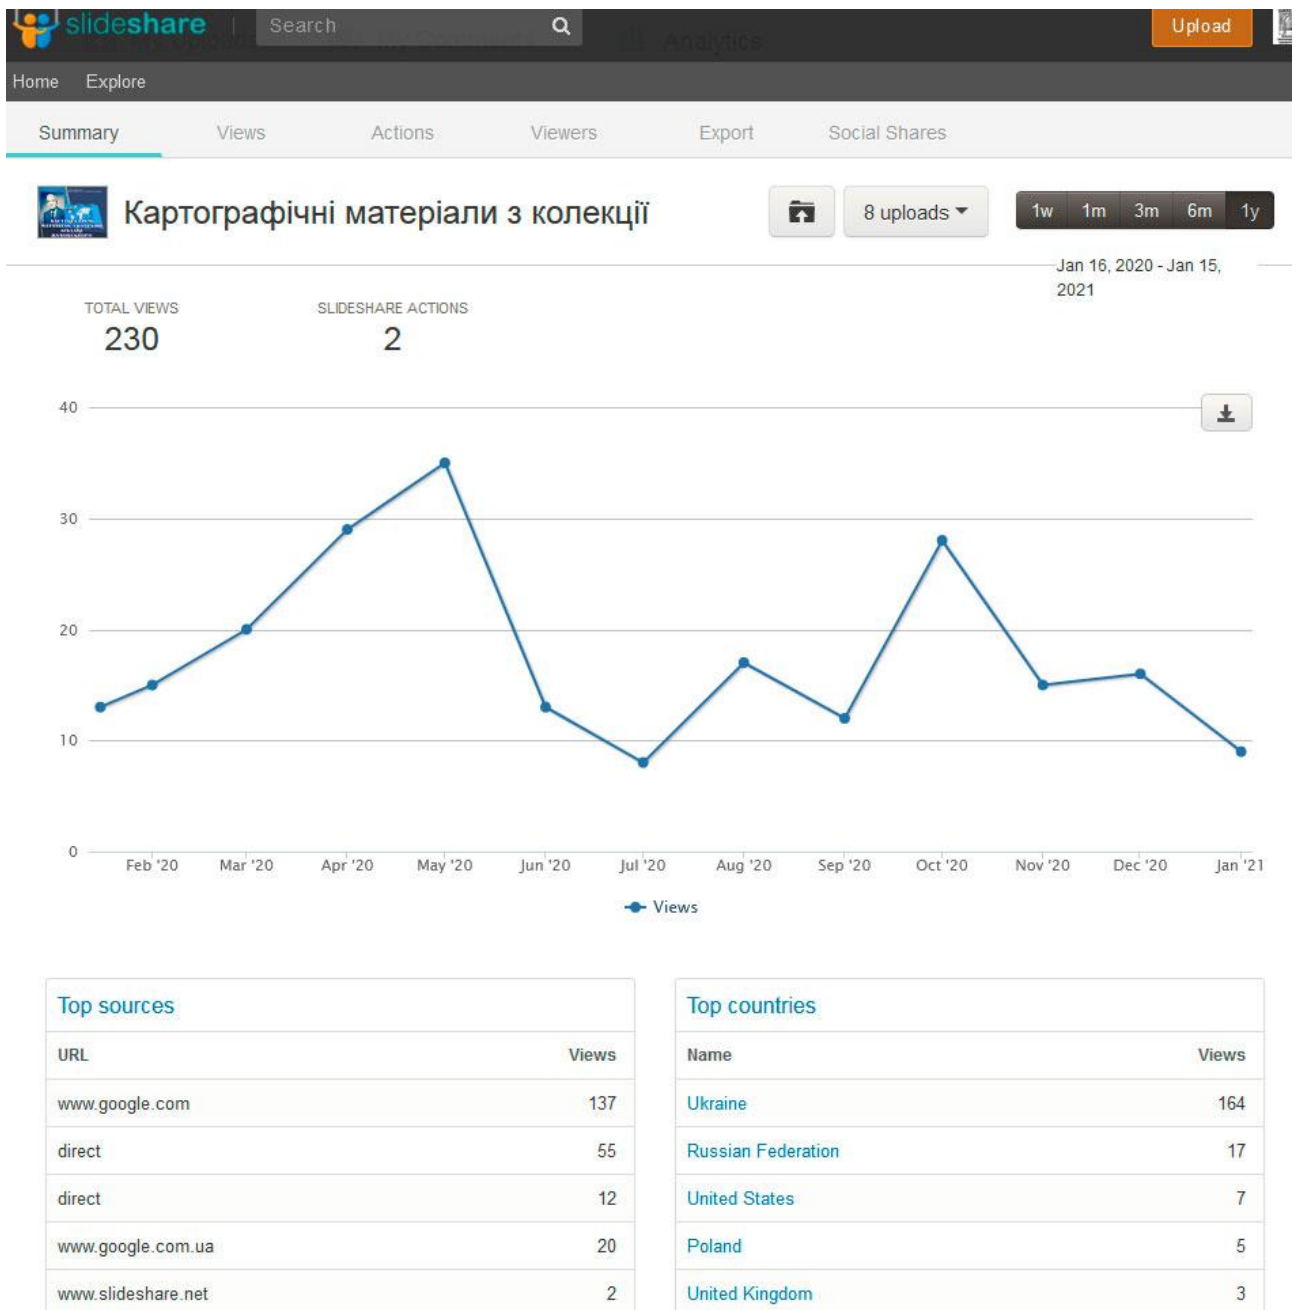 slideshare
Search
Analytics
Upload
Home Explore
Summary Views Actions Viewers Export Social Shares
Картографічні матеріали з колекції
8 uploads
1w 1m 3m 6m 1y
Jan 16, 2020 - Jan 15,
2021
TOTAL VIEWS SLIDESHARE ACTIONS
230 2
40
30
20
10
0
Feb '20 Mar '20 Apr '20 May '20 Jun '20 Jul '20 Aug '20 Sep '20 Oct '20 Nov '20 Dec '20 Jan '21
Views
Top sources
URL Views
www.google.com 137
direct 55
direct 12
www.google.com.ua 20
www.slideshare.net 2
Top countries
Name Views
Ukraine 164
Russian Federation 17
United States 7
Poland 5
United Kingdom 3